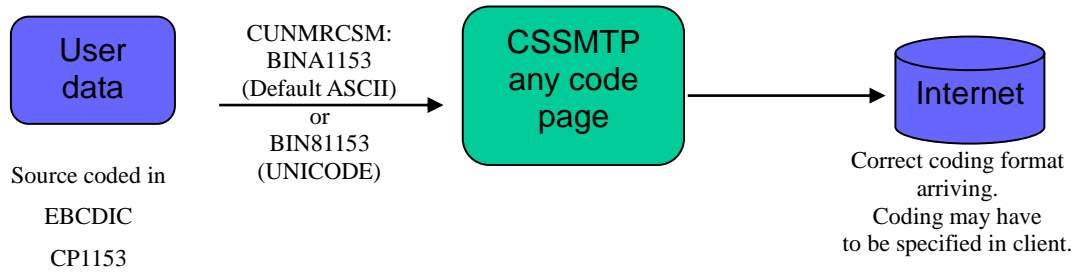 User
data
Source coded in
EBCDIC
CP1153
CUNMRCSM:
BINA1153
(Default ASCII)
or
BIN81153
(UNICODE)
CSSMTP
any code
page
Internet
Correct coding format
arriving.
Coding may have
to be specified in client.